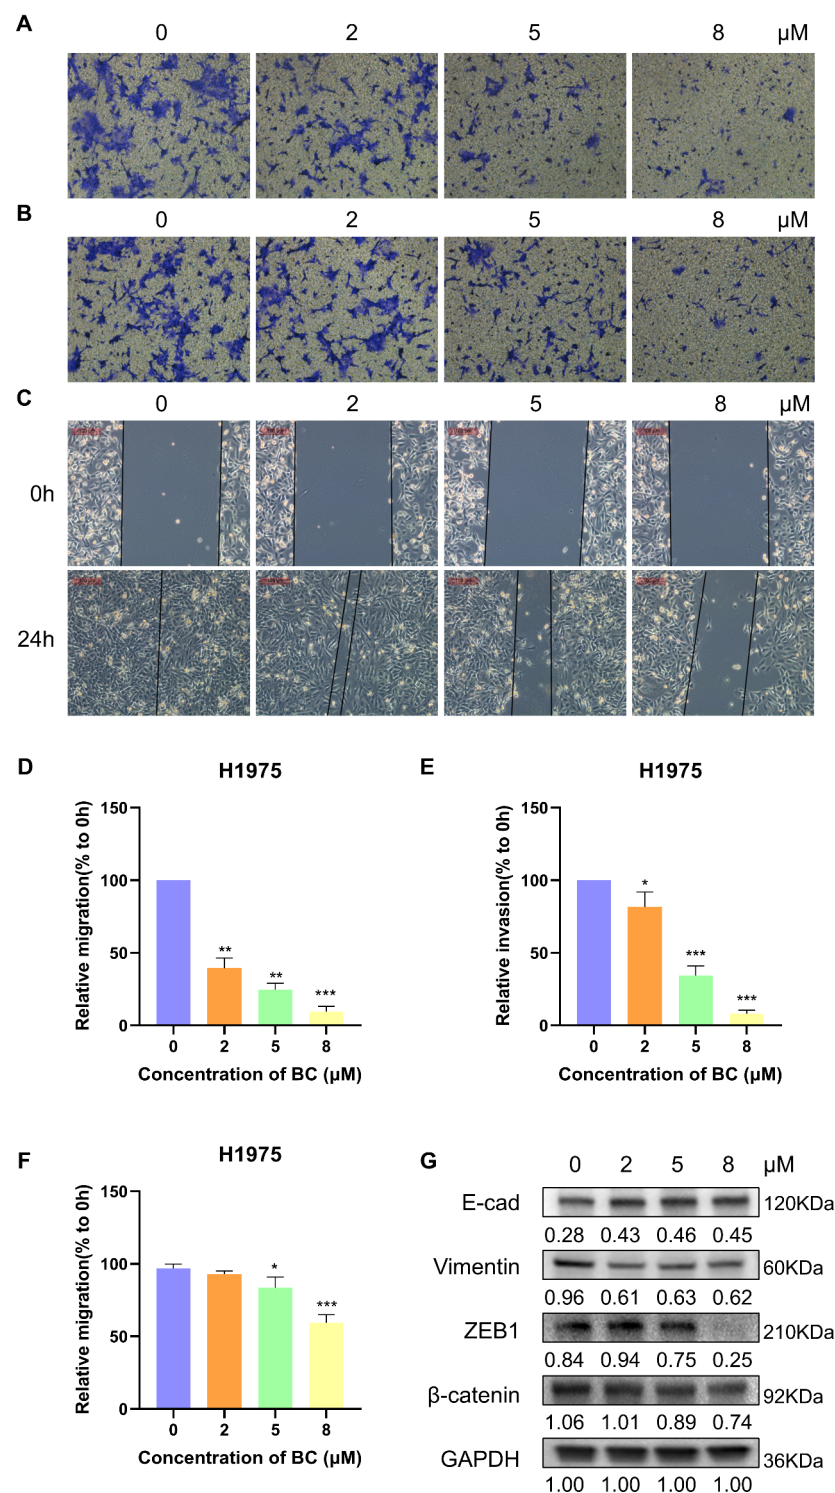 A
0 2 5 8 µM
B
0 2 5 8 µM
C
0 2 5 8 µM
0h
24h
D
H1975
Relative migration(% to 0h)
150
100
50
0
** ** ***
0 2 5 8
Concentration of BC (µM)
E
H1975
Relative invasion(% to 0h)
150
100
50
0
* *** ***
0 2 5 8
Concentration of BC (µM)
F
H1975
Relative migration(% to 0h)
150
100
50
0
* ***
0 2 5 8
Concentration of BC (µM)
G
0 2 5 8 µM
E-cad 120KDa
0.28 0.43 0.46 0.45
Vimentin 60KDa
0.96 0.61 0.63 0.62
ZEB1 210KDa
0.84 0.94 0.75 0.25
β-catenin 92KDa
1.06 1.01 0.89 0.74
GAPDH 36KDa
1.00 1.00 1.00 1.00